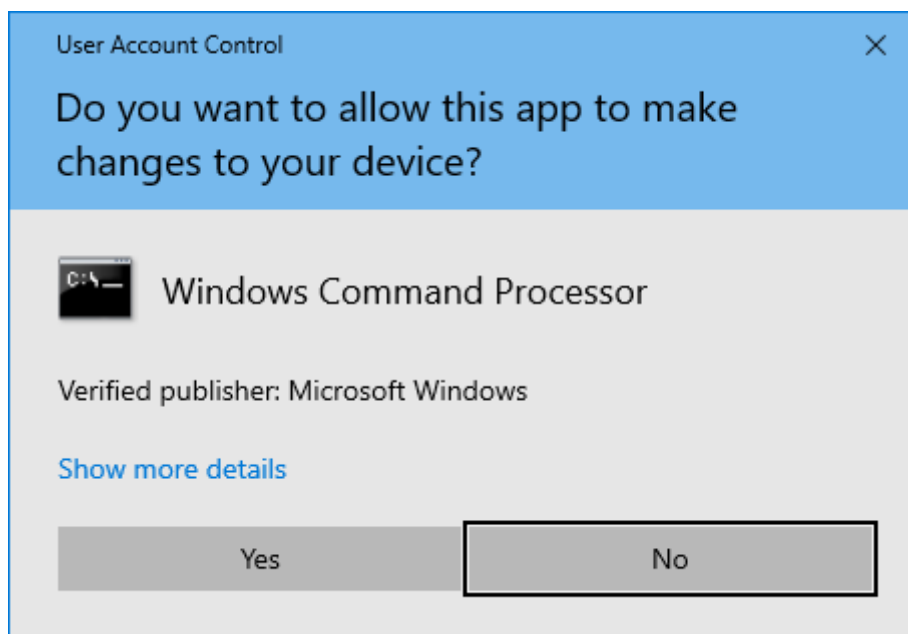 User Account Control
Do you want to allow this app to make
changes to your device?
C:\_
Windows Command Processor
Verified publisher: Microsoft Windows
Show more details
Yes
No